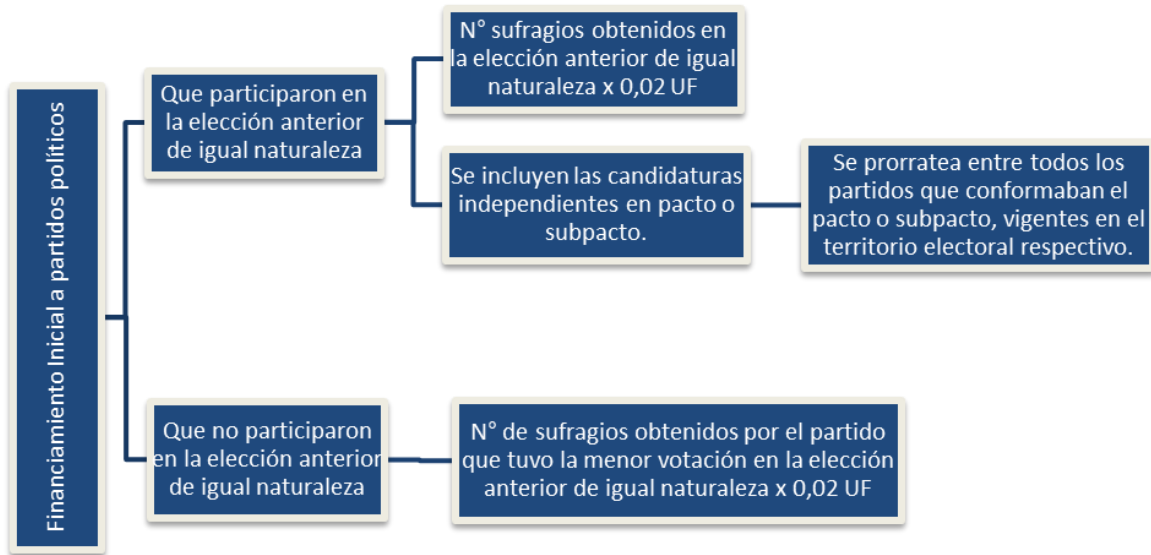 Financiamiento Inicial a partidos políticos
Que participaron en
la elección anterior
de igual naturaleza
N° sufragios obtenidos en
la elección anterior de igual
naturaleza x 0,02 UF
Se incluyen las candidaturas
independientes en pacto o
subpacto.
Se prorratea entre todos los
partidos que conformaban el
pacto o subpacto, vigentes en el
territorio electoral respectivo.
Que no participaron
en la elección anterior
de igual naturaleza
N° de sufragios obtenidos por el partido
que tuvo la menor votación en la elección
anterior de igual naturaleza x 0,02 UF